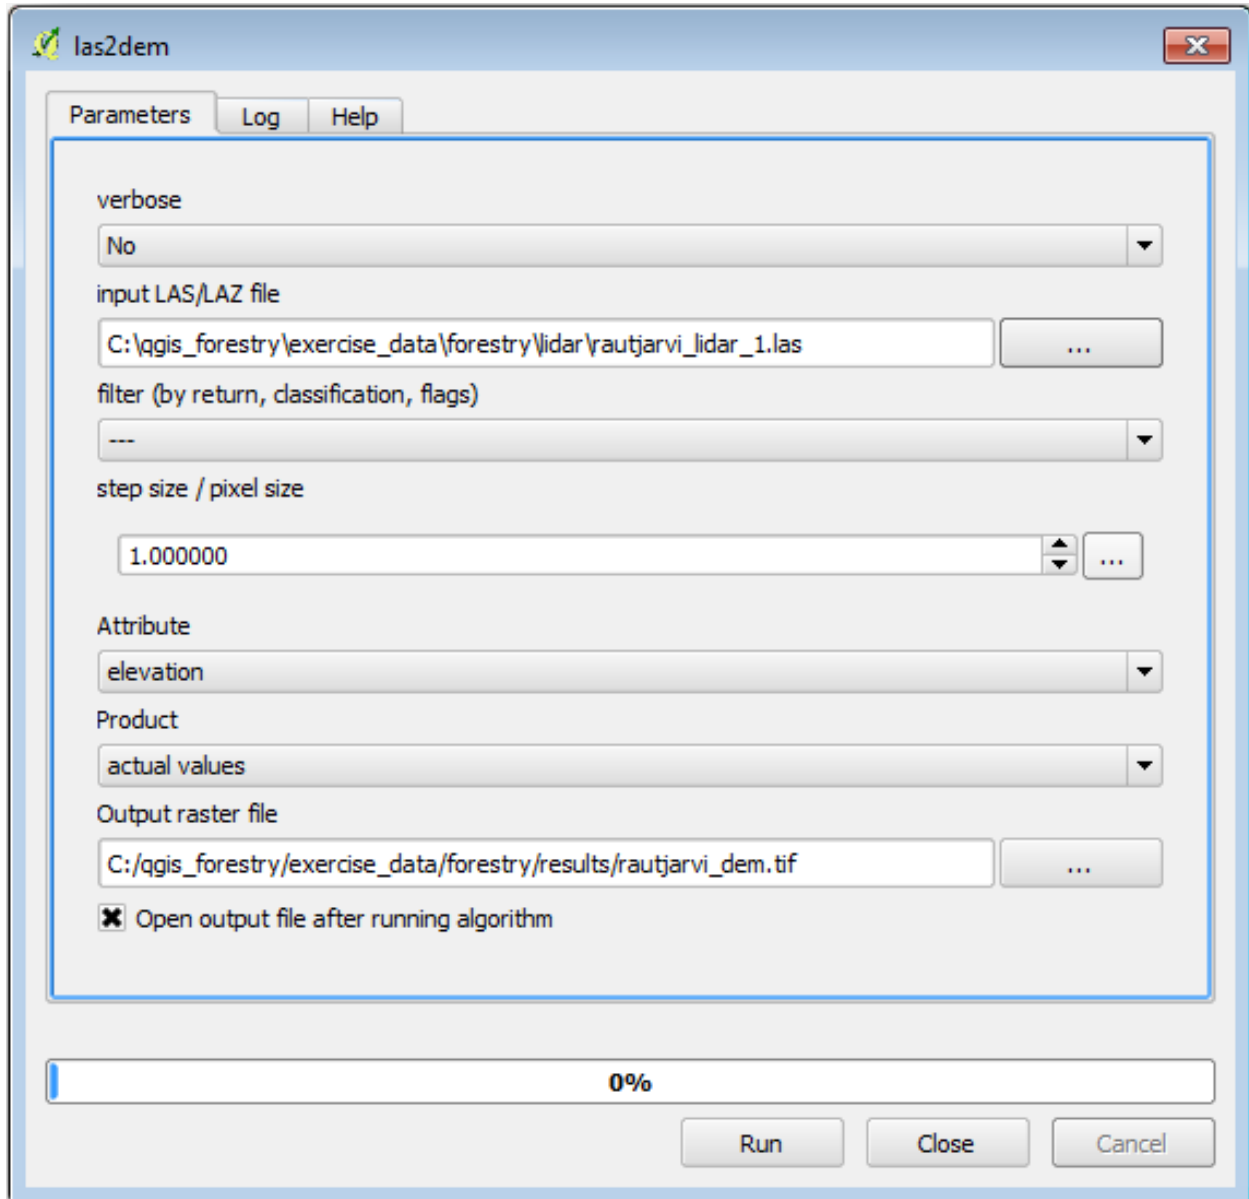 las2dem
Parameters Log Help
verbose
No
input LAS/LAZ file
C:\qgis_forestry\exercise_data\forestry\lidar\rautjarvi_lidar_1.las ...
filter (by return, classification, flags)
---
step size / pixel size
1.000000 ...
Attribute
elevation
Product
actual values
Output raster file
C:/qgis_forestry/exercise_data/forestry/results/rautjarvi_dem.tif ...
Open output file after running algorithm
0%
Run Close Cancel